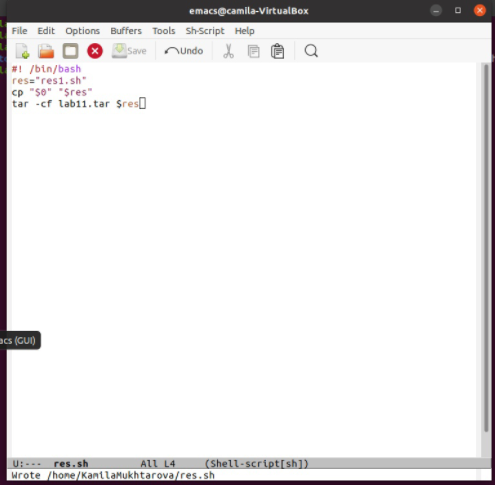 emacs@camila-VirtualBox
File Edit Options Buffers Tools Sh-Script Help
Save Undo
#! /bin/bash
res="res1.sh"
cp "$0" "$res"
tar -cf lab11.tar $res
acs (GUI)
U:--- res.sh All L4 (Shell-script[sh])
Wrote /home/KamilaMukhtarova/res.sh